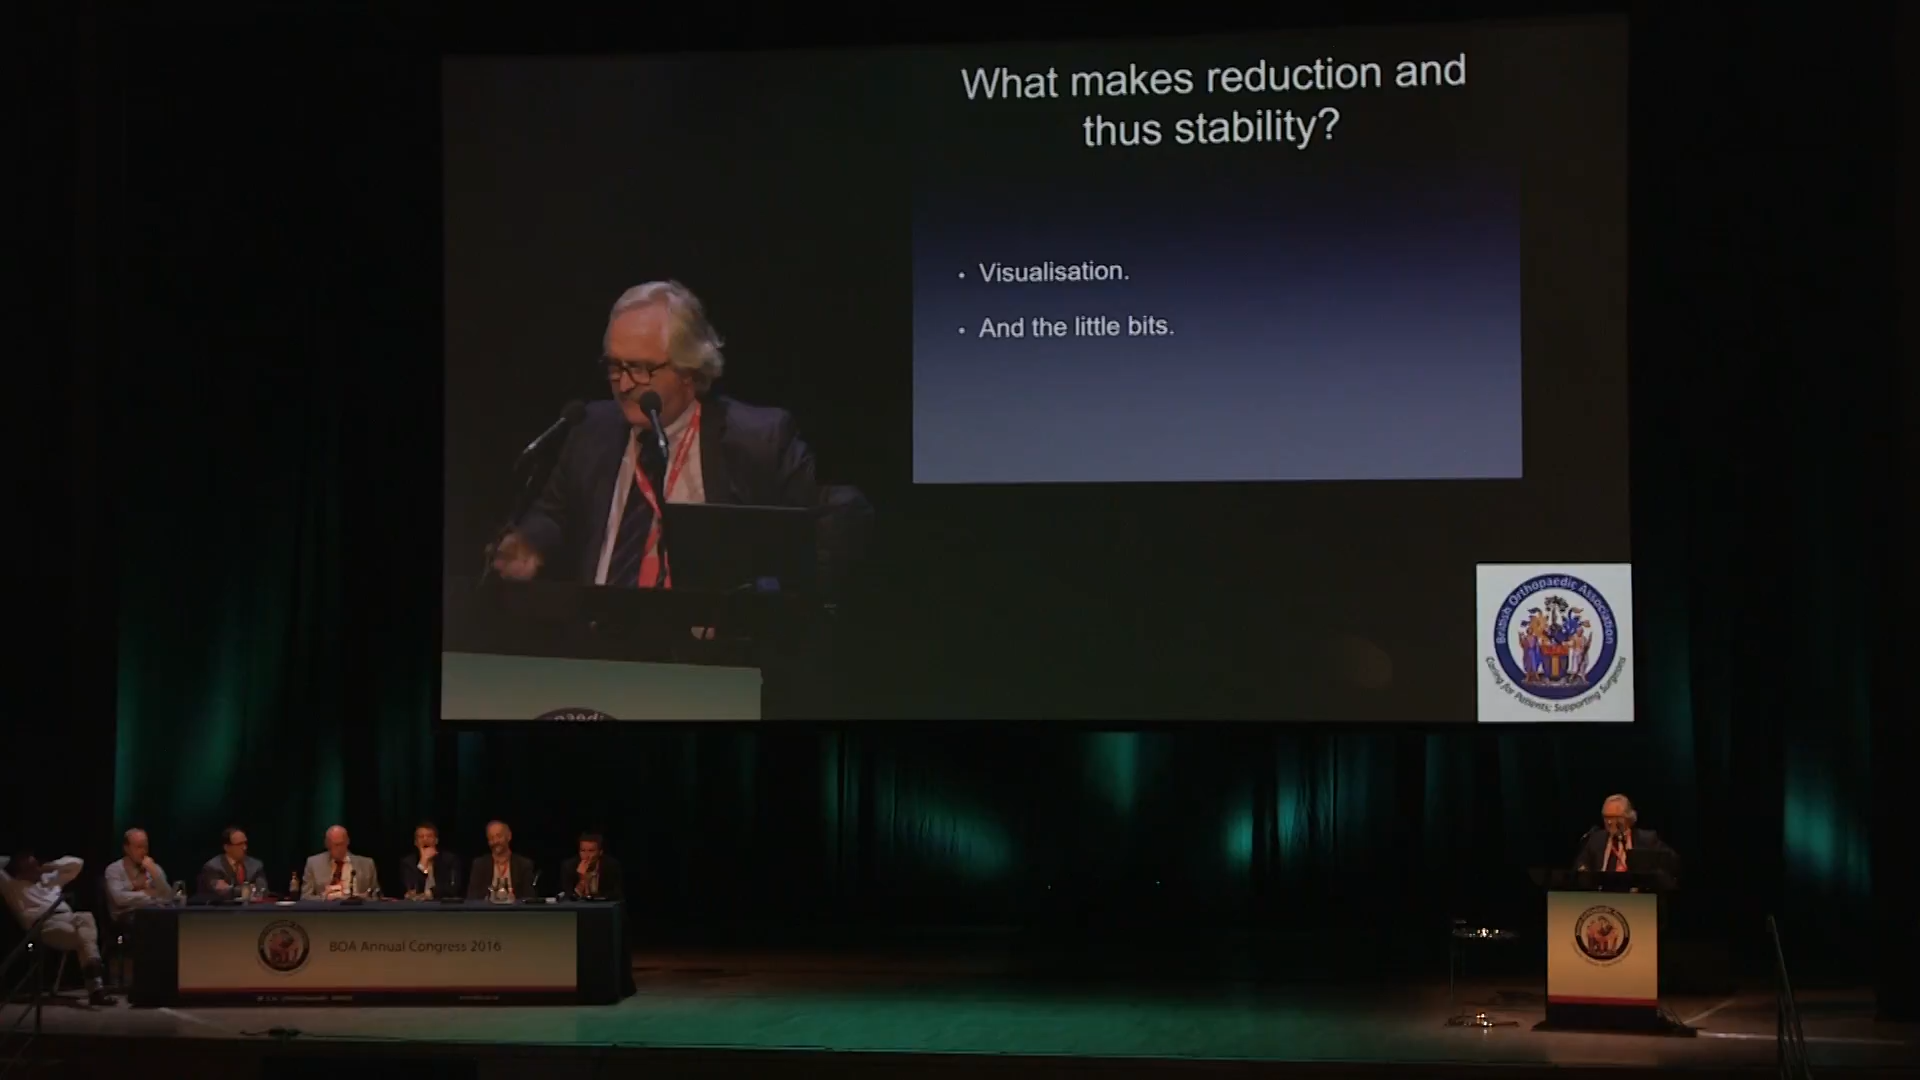 What makes reduction and
thus stability?
• Visualisation.
• And the little bits.
British Orthopaedic Association
Caring for Patients; Supporting Surgeons
BOA Annual Congress 2016